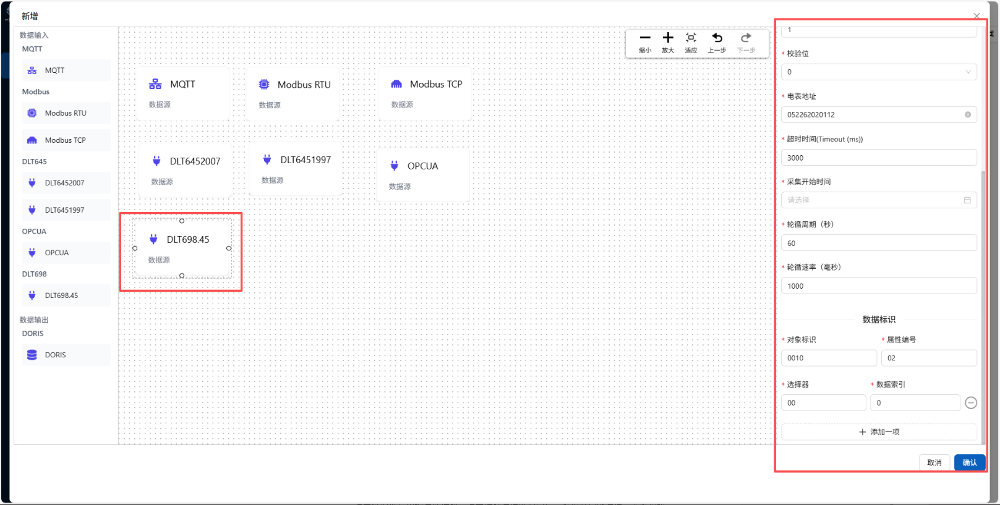 新增
数据输入
MQTT
MQTT
Modbus
Modbus RTU
Modbus TCP
DLT645
DLT6452007
DLT6451997
OPCUA
OPCUA
DLT698
DLT698.45
数据输出
DORIS
DORIS
缩小
放大
适应
上一步
下一步
MQTT
数据源
Modbus RTU
数据源
Modbus TCP
数据源
DLT6452007
数据源
DLT6451997
数据源
OPCUA
数据源
DLT698.45
数据源
1
* 校验位
0
* 电表地址
052262020112
* 超时时间(Timeout (ms))
3000
* 采集开始时间
请选择
* 轮循周期（秒）
60
* 轮循速率（毫秒）
1000
数据标识
* 对象标识 * 属性编号
0010 02
* 选择器 * 数据索引
00 0
+ 添加一项
取消 确认